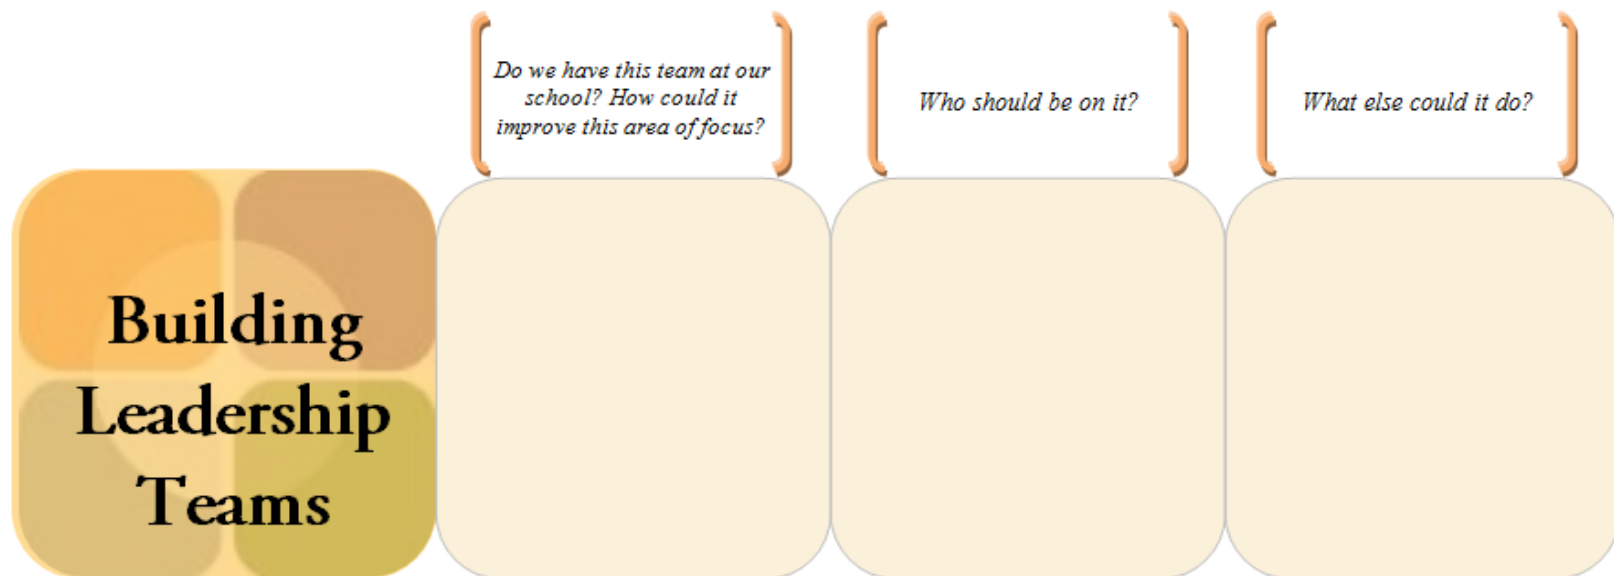 Do we have this team at our
school? How could it
improve this area of focus?
Who should be on it?
What else could it do?
Building
Leadership
Teams